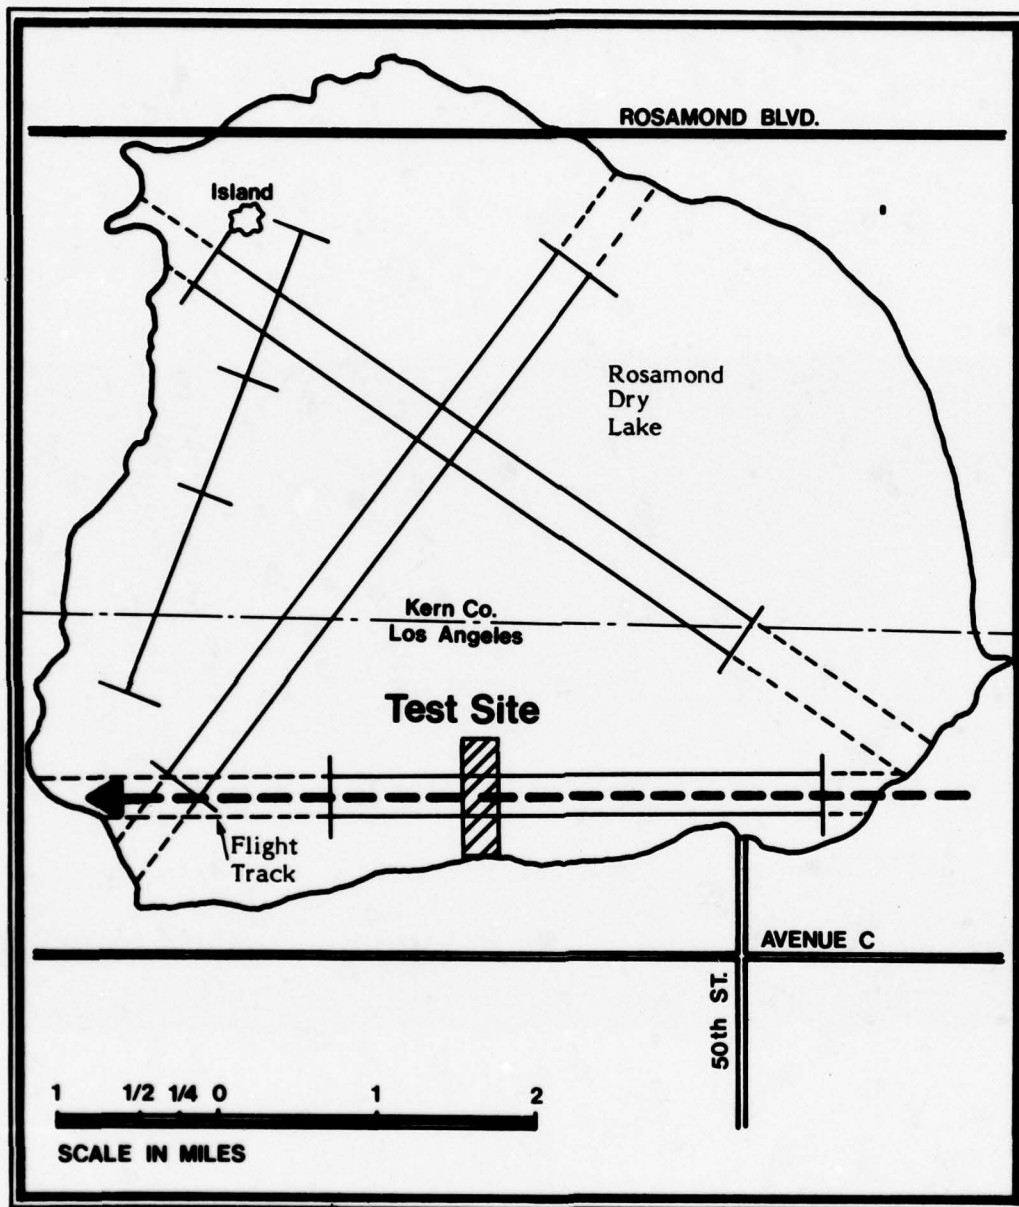 ROSAMOND BLVD.
Island
Rosamond
Dry
Lake
Kern Co.
Los Angeles
Test Site
Flight
Track
AVENUE C
50th ST.
1 1/2 1/4 0 1 2
SCALE IN MILES